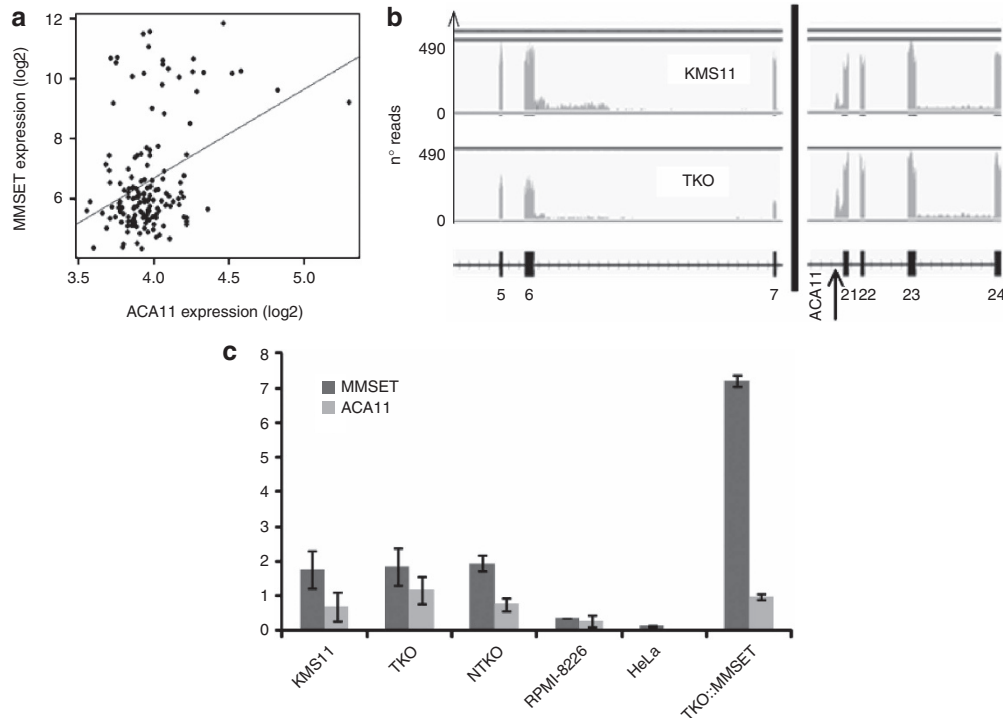 a
MMSET expression (log2)
12
10
8
6
3.5 4.0 4.5 5.0
ACA11 expression (log2)
b
n° reads
490
KMS11
0
490
TKO
0
5 6 7
ACA11
21 22 23 24
c
8
7
6
5
4
3
2
1
0
MMSET
ACA11
KMS11
TKO
NTKO
RPMI-8226
HeLa
TKO::MMSET